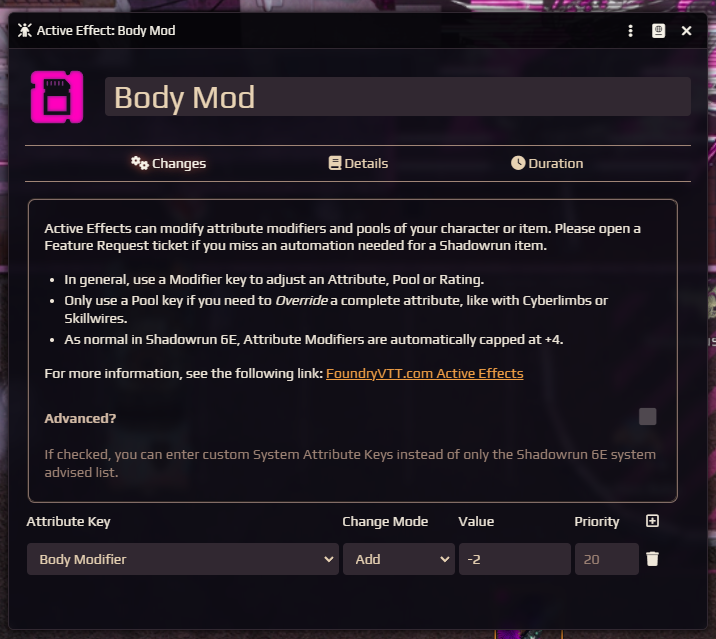 Active Effect: Body Mod
Body Mod
Changes
Details
Duration
Active Effects can modify attribute modifiers and pools of your character or item. Please open a
Feature Request ticket if you miss an automation needed for a Shadowrun item.
• In general, use a Modifier key to adjust an Attribute, Pool or Rating.
• Only use a Pool key if you need to Override a complete attribute, like with Cyberlimbs or
Skillwires.
• As normal in Shadowrun 6E, Attribute Modifiers are automatically capped at +4.
For more information, see the following link: FoundryVTT.com Active Effects
Advanced?
If checked, you can enter custom System Attribute Keys instead of only the Shadowrun 6E system
advised list.
Attribute Key Change Mode Value Priority
Body Modifier Add -2 20